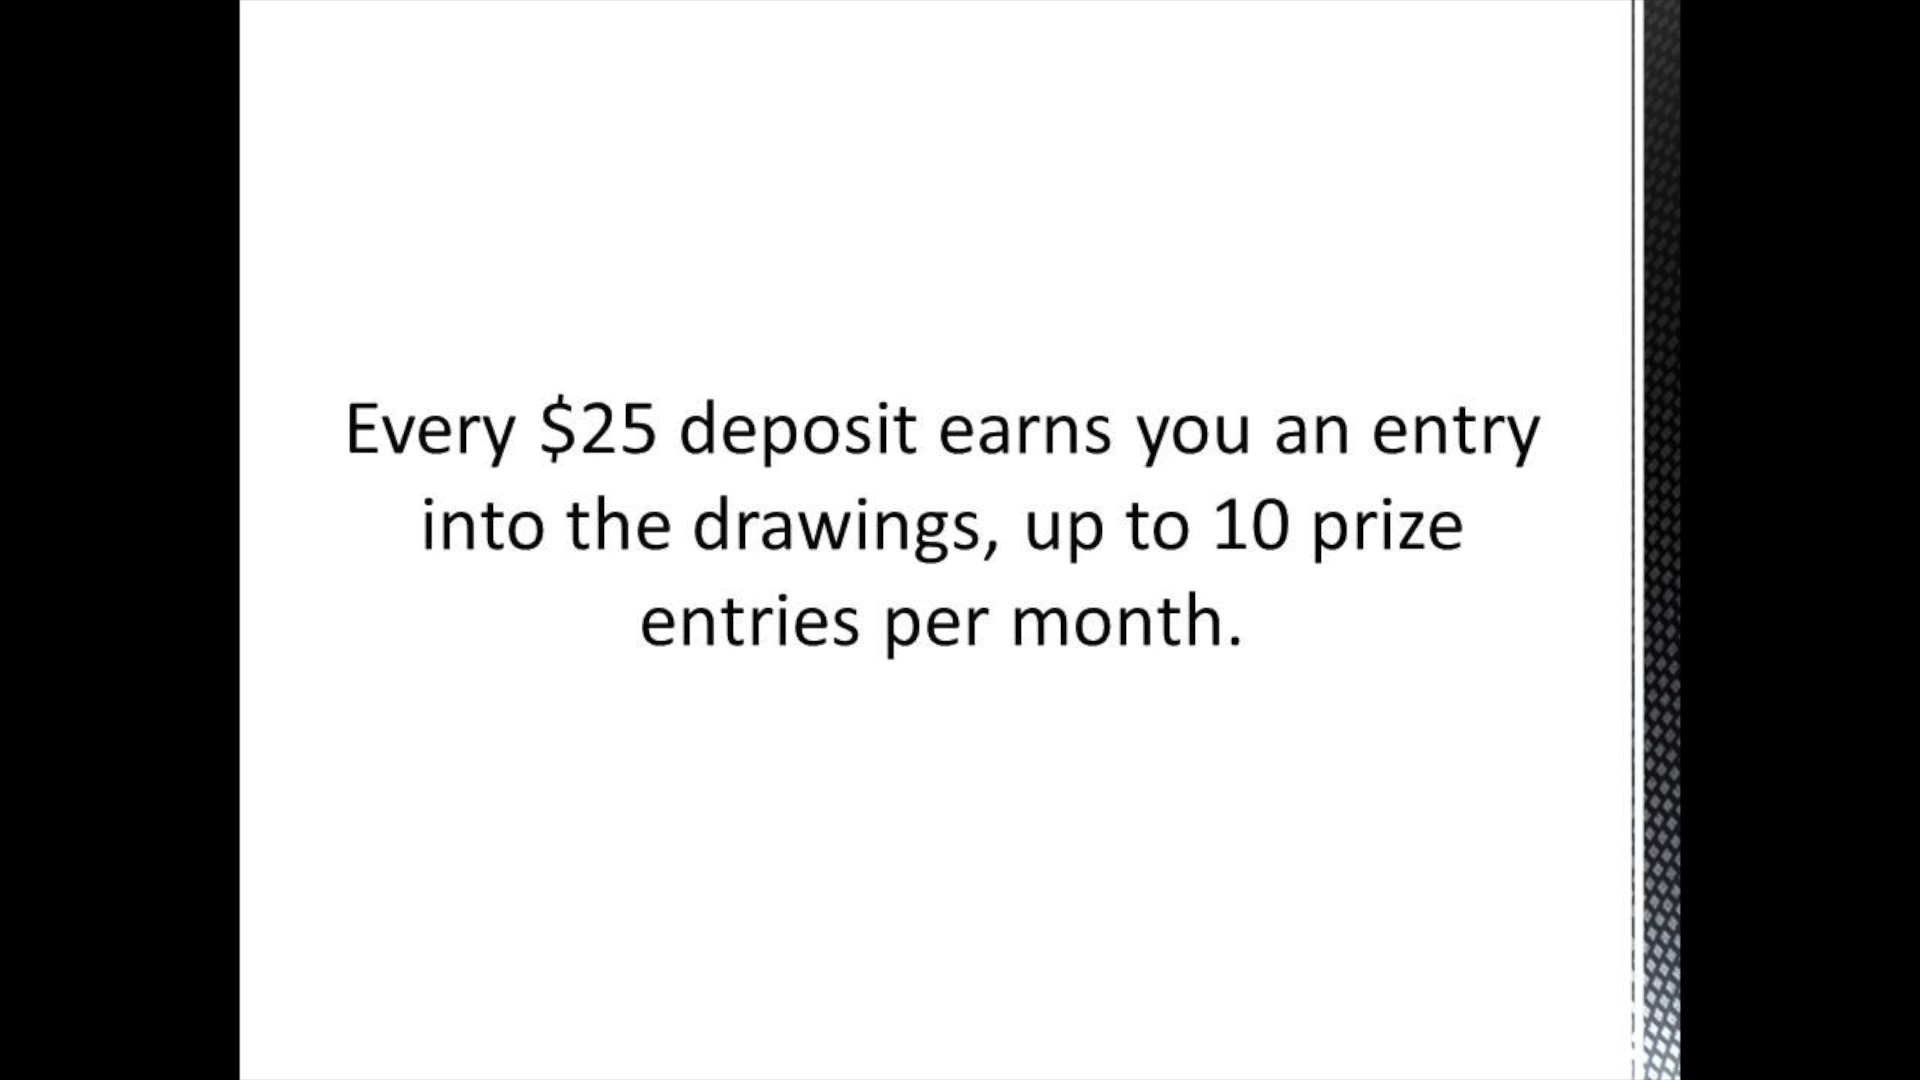 Every $25 deposit earns you an entry
into the drawings, up to 10 prize
entries per month.